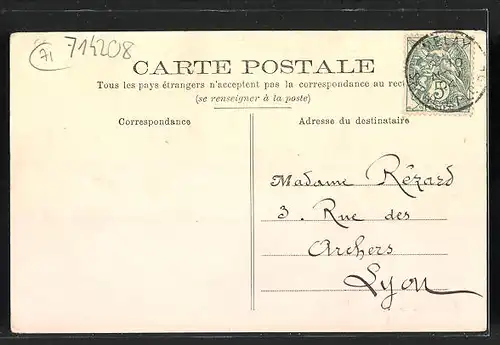 71
714208
MELAY
CARTE POSTALE
Tous les pays étrangers n'acceptent pas la correspondance au
(se renseigner à la poste)
Correspondance
Adresse du destinataire
5
Madame Rézard
3. Rue des
Archers
Lyon